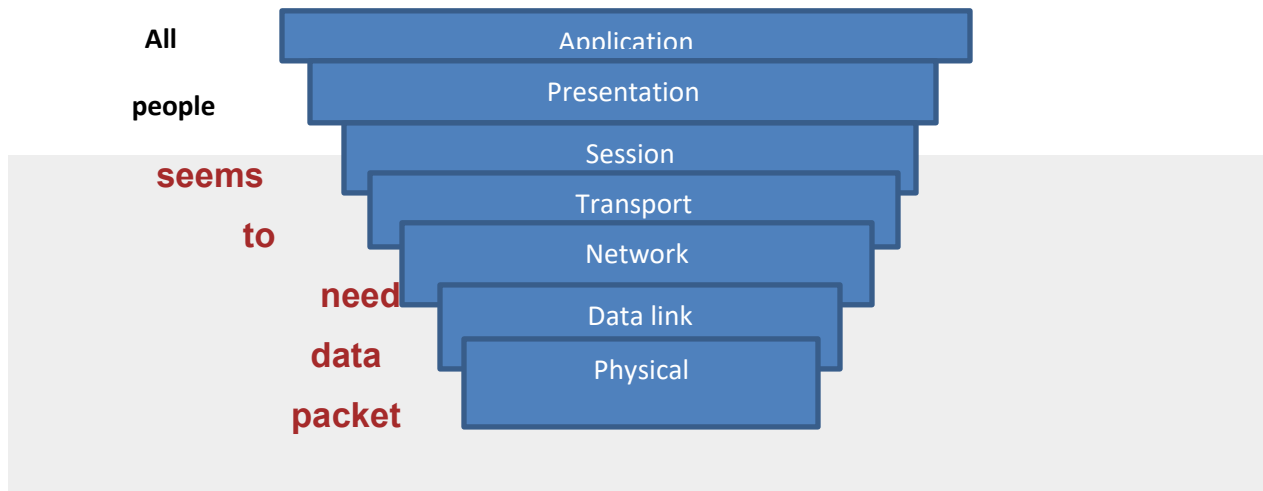 All
Application
people
Presentation
seems
Session
to
Transport
need
Network
data
Data link
packet
Physical